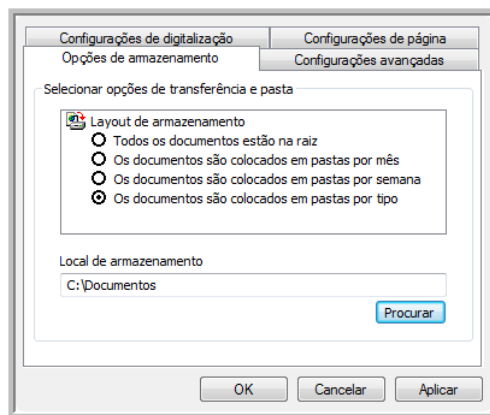 Configurações de digitalização
Configurações de página
Opções de armazenamento
Configurações avançadas
Selecionar opções de transferência e pasta
Layout de armazenamento
Todos os documentos estão na raiz
Os documentos são colocados em pastas por mês
Os documentos são colocados em pastas por semana
Os documentos são colocados em pastas por tipo
Local de armazenamento
C:\Documentos
Procurar
OK
Cancelar
Aplicar